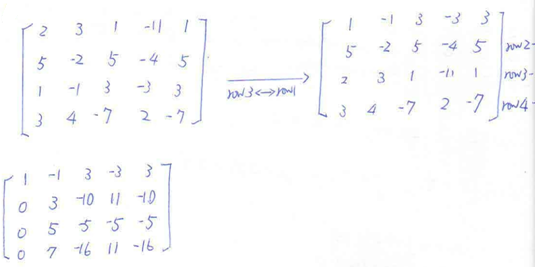 2 3 1 -11 1
5 -2 5 -4 5
1 -1 3 -3 3
3 4 -7 2 -7
row3<->row1
1 -1 3 -3 3
5 -2 5 -4 5 row2-
2 3 1 -11 1 row3-
3 4 -7 2 -7 row4-
1 -1 3 -3 3
0 3 -10 11 -10
0 5 -5 -5 -5
0 7 -16 11 -16